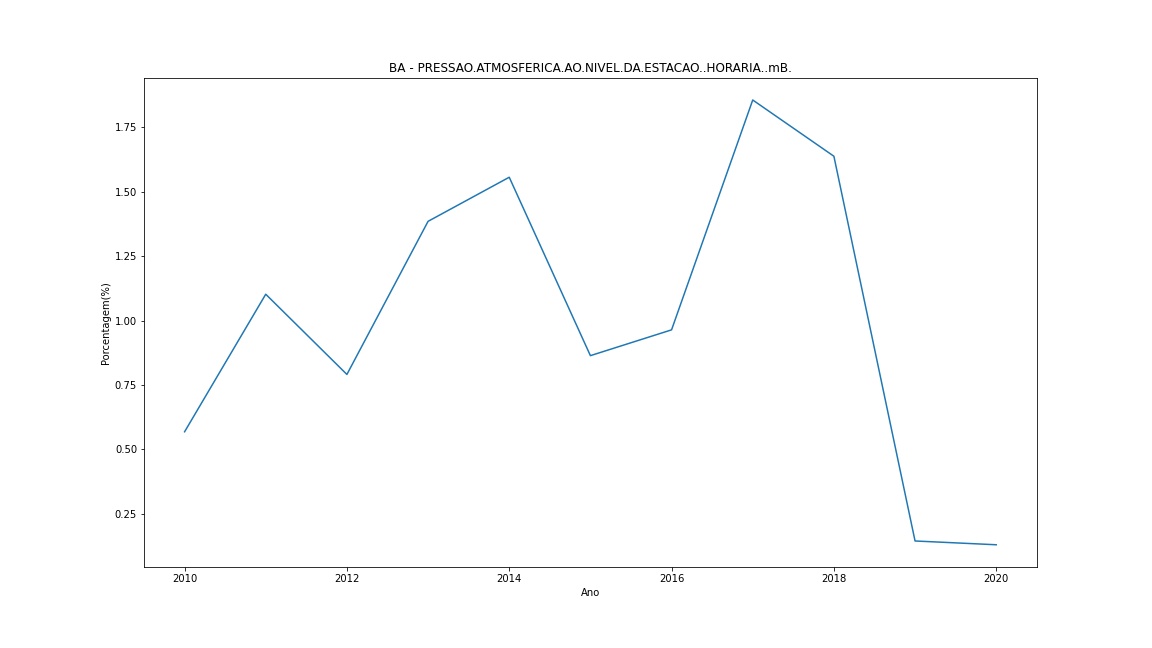 BA - PRESSAO.ATMOSFERICA.AO.NIVEL.DA.ESTACAO..HORARIA..mB.
1.75
1.50
1.25
1.00
0.75
0.50
0.25
Porcentagem(%)
2010 2012 2014 2016 2018 2020
Ano